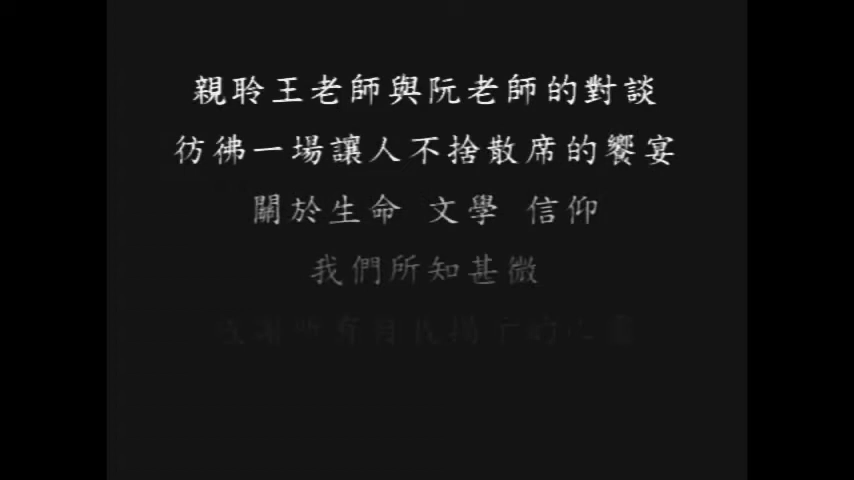 親聆王老師與阮老師的對談
彷彿一場讓人不捨散席的饗宴
關於生命 文學 信仰
我們所知甚微